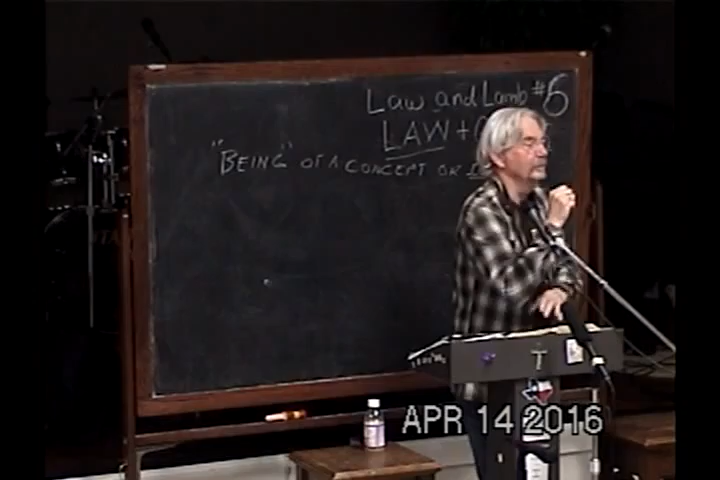 Law and Lamb #6
LAW +
"BEING" OF A CONCEPT OR
APR 14 2016